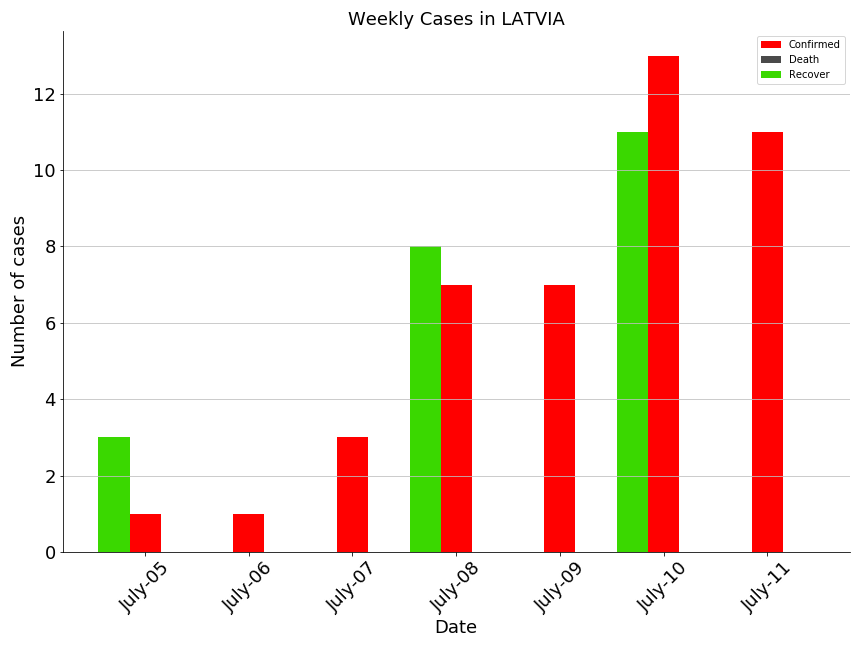 Weekly Cases in LATVIA
Confirmed
Death
Recover
Number of cases
12
10
8
6
4
2
0
July-05
July-06
July-07
July-08
July-09
July-10
July-11
Date